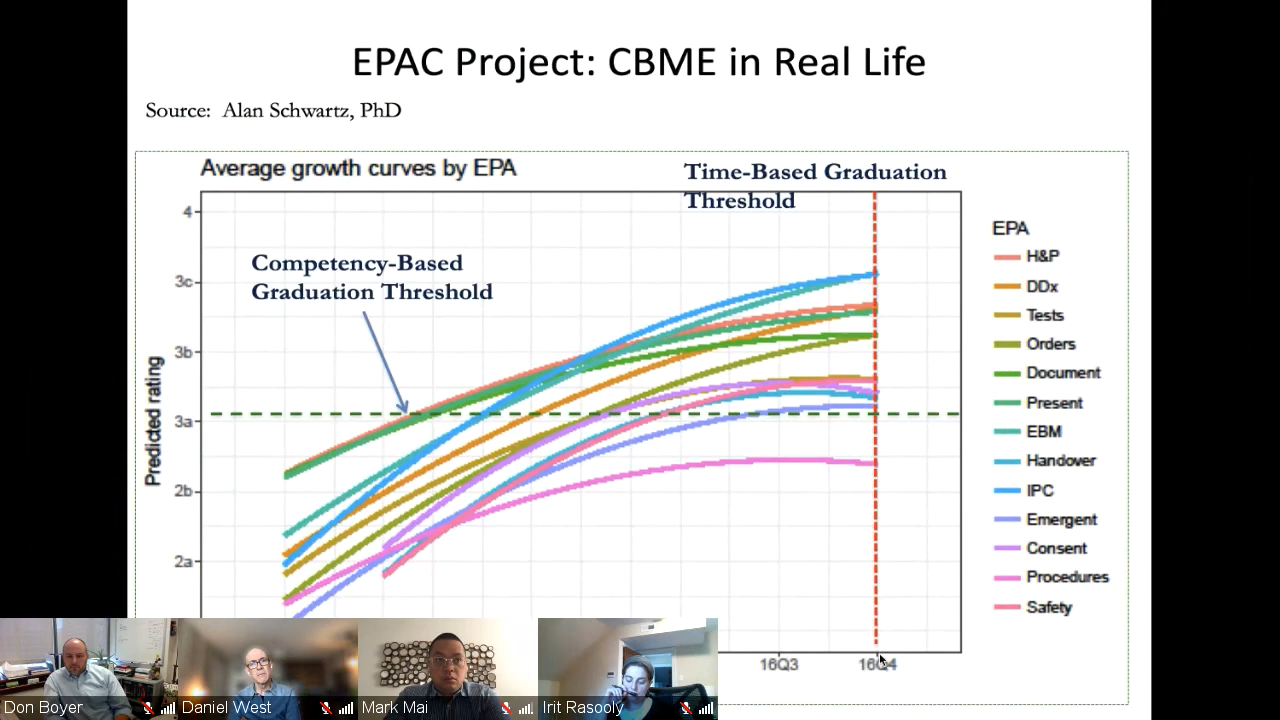 EPAC Project: CBME in Real Life
Source: Alan Schwartz, PhD
Average growth curves by EPA
Time-Based Graduation
Threshold
Competency-Based
Graduation Threshold
Predicted rating
4
3c
3b
3a
2b
2a
16Q3
16Q4
EPA
H&P
DDx
Tests
Orders
Document
Present
EBM
Handover
IPC
Emergent
Consent
Procedures
Safety
Don Boyer
Daniel West
Mark Mai
Irit Rasooly